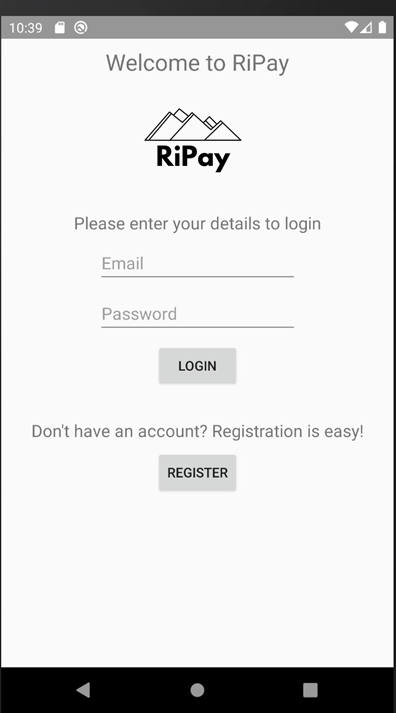 10:39
Welcome to RiPay
RiPay
Please enter your details to login
Email
Password
LOGIN
Don't have an account? Registration is easy!
REGISTER